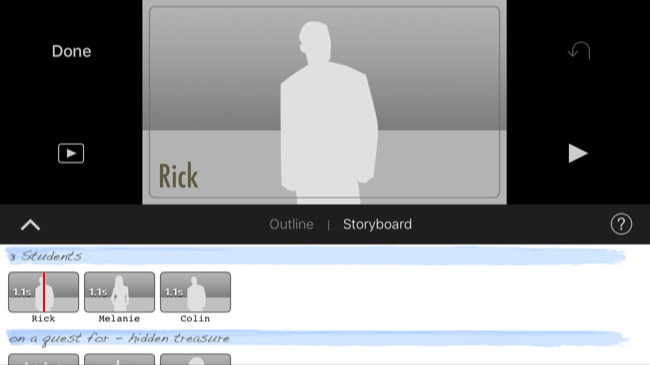 Done
Rick
Outline | Storyboard
?
3 Students
1.1s 1.1s 1.1s
Rick Melanie Colin
on a quest for – hidden treasure